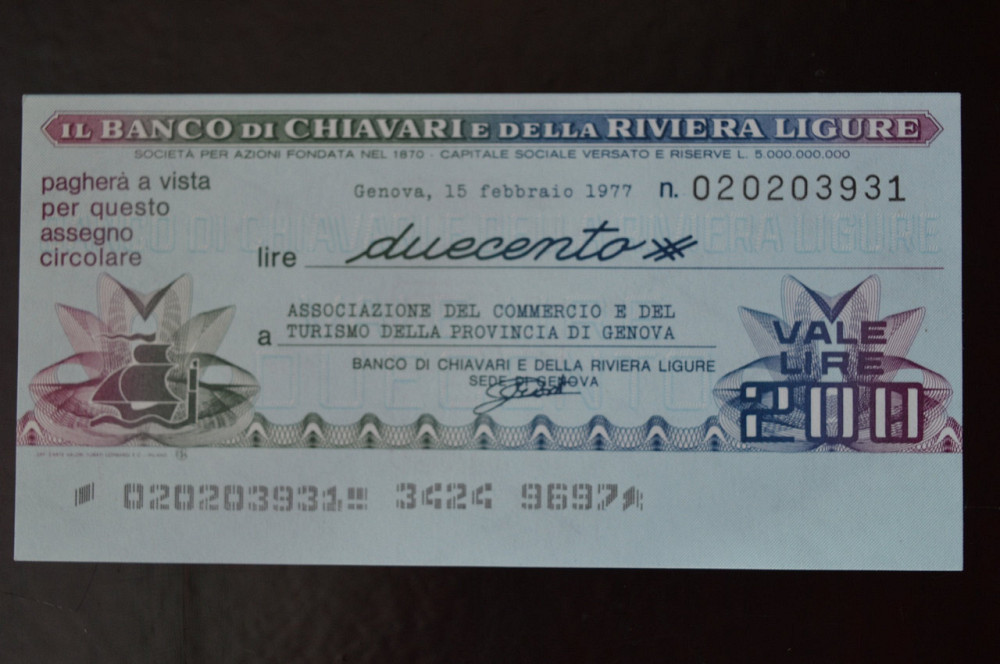 IL BANCO DI CHIAVARI E DELLA RIVIERA LIGURE
SOCIETÀ PER AZIONI FONDATA NEL 1870 - CAPITALE SOCIALE VERSATO E RISERVE L. 5.000.000.000
pagherà a vista
per questo
assegno
circolare
Genova, 15 febbraio 1977 n. 020203931
lire duecento
a ASSOCIAZIONE DEL COMMERCIO E DEL
TURISMO DELLA PROVINCIA DI GENOVA
BANCO DI CHIAVARI E DELLA RIVIERA LIGURE
SEDE DI GENOVA
VALE
LIRE
200
020203931 3424 9697